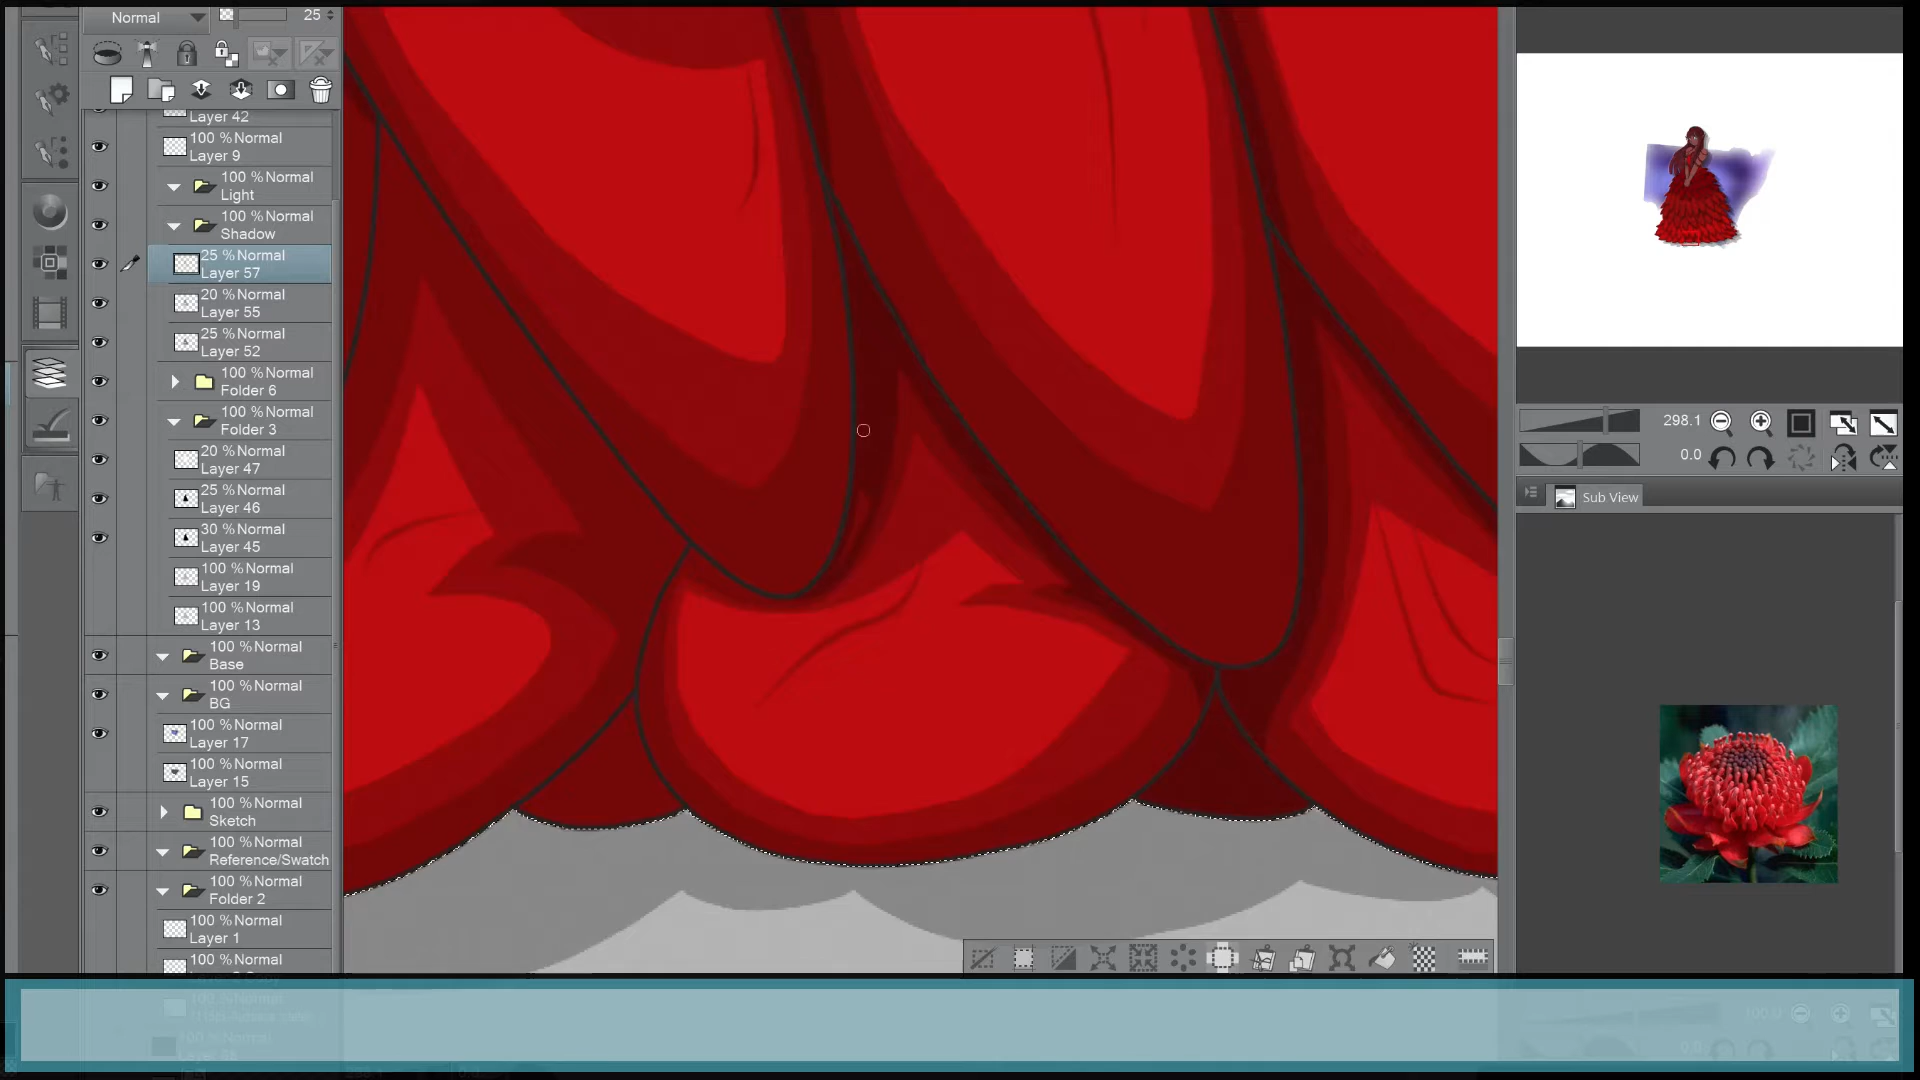 Normal
25
Layer 42
100 %Normal
Layer 9
100 %Normal
Light
100 %Normal
Shadow
25 %Normal
Layer 57
20 %Normal
Layer 55
25 %Normal
Layer 52
100 %Normal
Folder 6
100 %Normal
Folder 3
20 %Normal
Layer 47
25 %Normal
Layer 46
30 %Normal
Layer 45
100 %Normal
Layer 19
100 %Normal
Layer 13
100 %Normal
Base
100 %Normal
BG
100 %Normal
Layer 17
100 %Normal
Layer 15
100 %Normal
Sketch
100 %Normal
Reference/Swatch
100 %Normal
Folder 2
100 %Normal
Layer 1
100 %Normal
298.1
0.0
Sub View